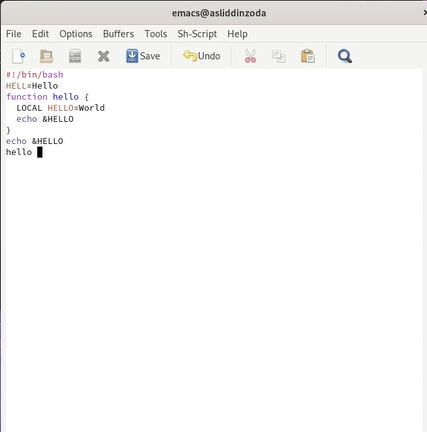 emacs@asliddinzoda
File Edit Options Buffers Tools Sh-Script Help
Save Undo
#!/bin/bash
HELL=Hello
function hello {
LOCAL HELLO=World
echo &HELLO
}
echo &HELLO
hello